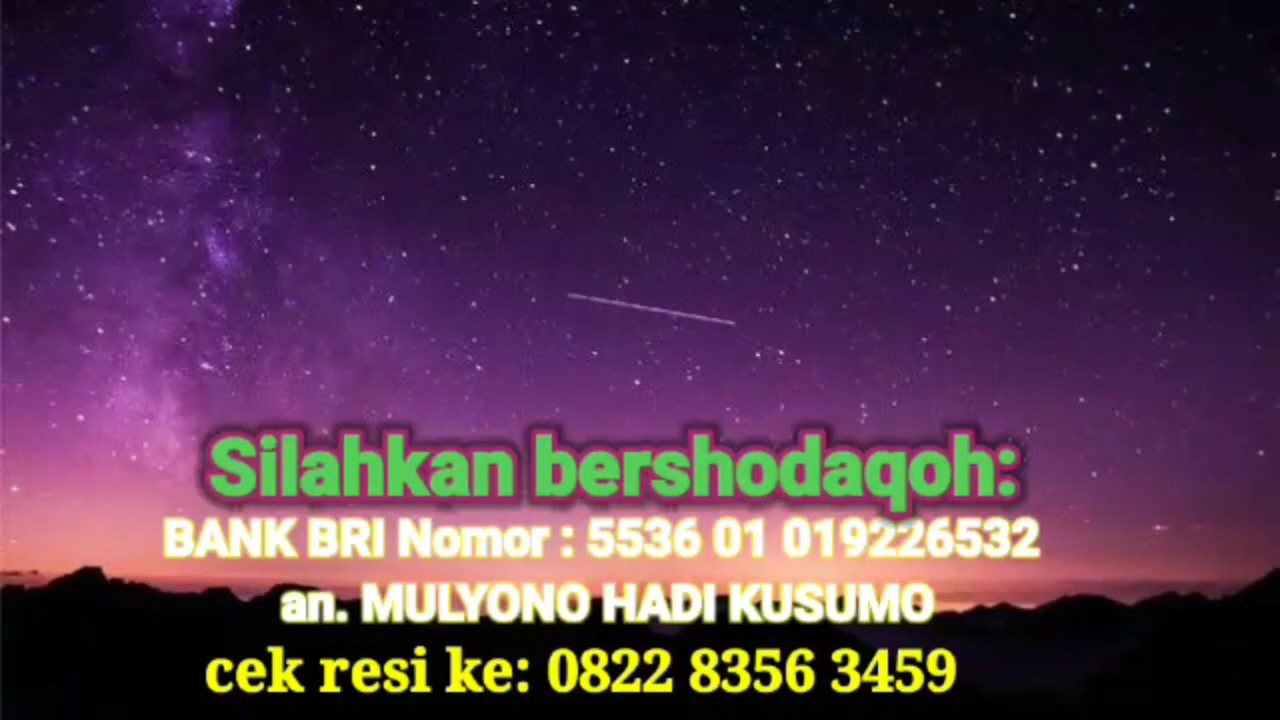 Silahkan bershodaqoh:
BANK BRI Nomor : 5536 01 019226532
an. MULYONO HADI KUSUMO
cek resi ke: 0822 8356 3459